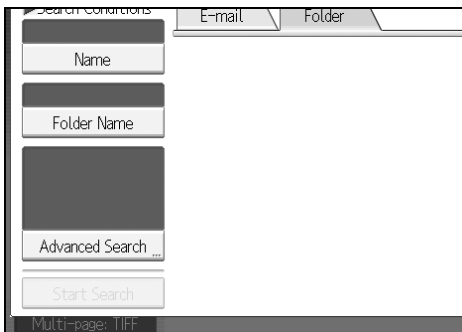 Search Conditions
E-mail
Folder
Name
Folder Name
Advanced Search ...
Start Search
Multi-page: TIFF